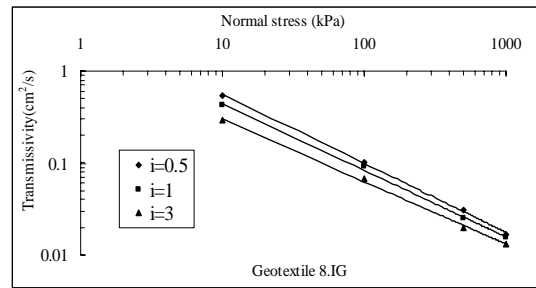 Normal stress (kPa)
1 10 100 1000
Transmissivity(cm²/s)
1
0.1
0.01
i=0.5
i=1
i=3
Geotextile 8.IG